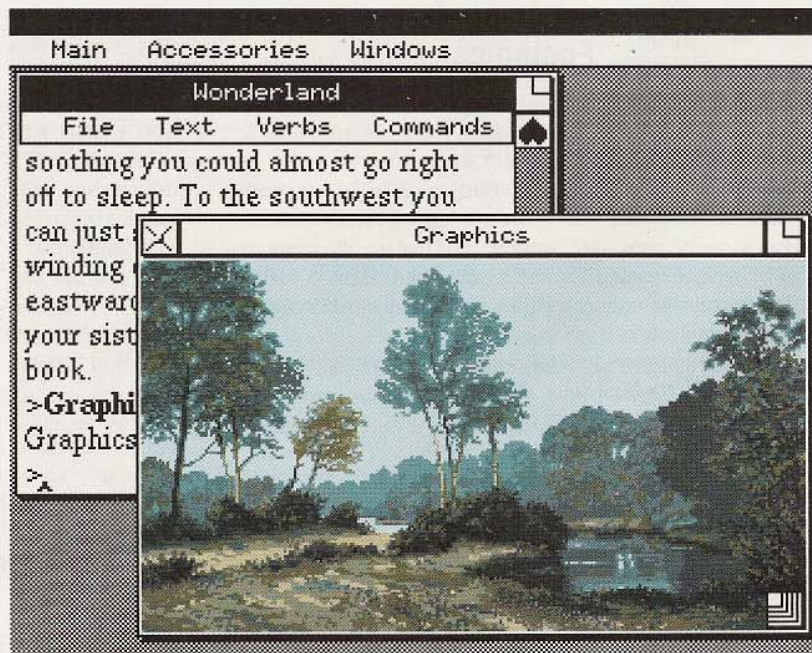 Main Accessories Windows
Wonderland
File Text Verbs Commands
soothing you could almost go right
off to sleep. To the southwest you
can just
winding
eastward
your sist
book.
>Graphi
Graphics
>
Graphics